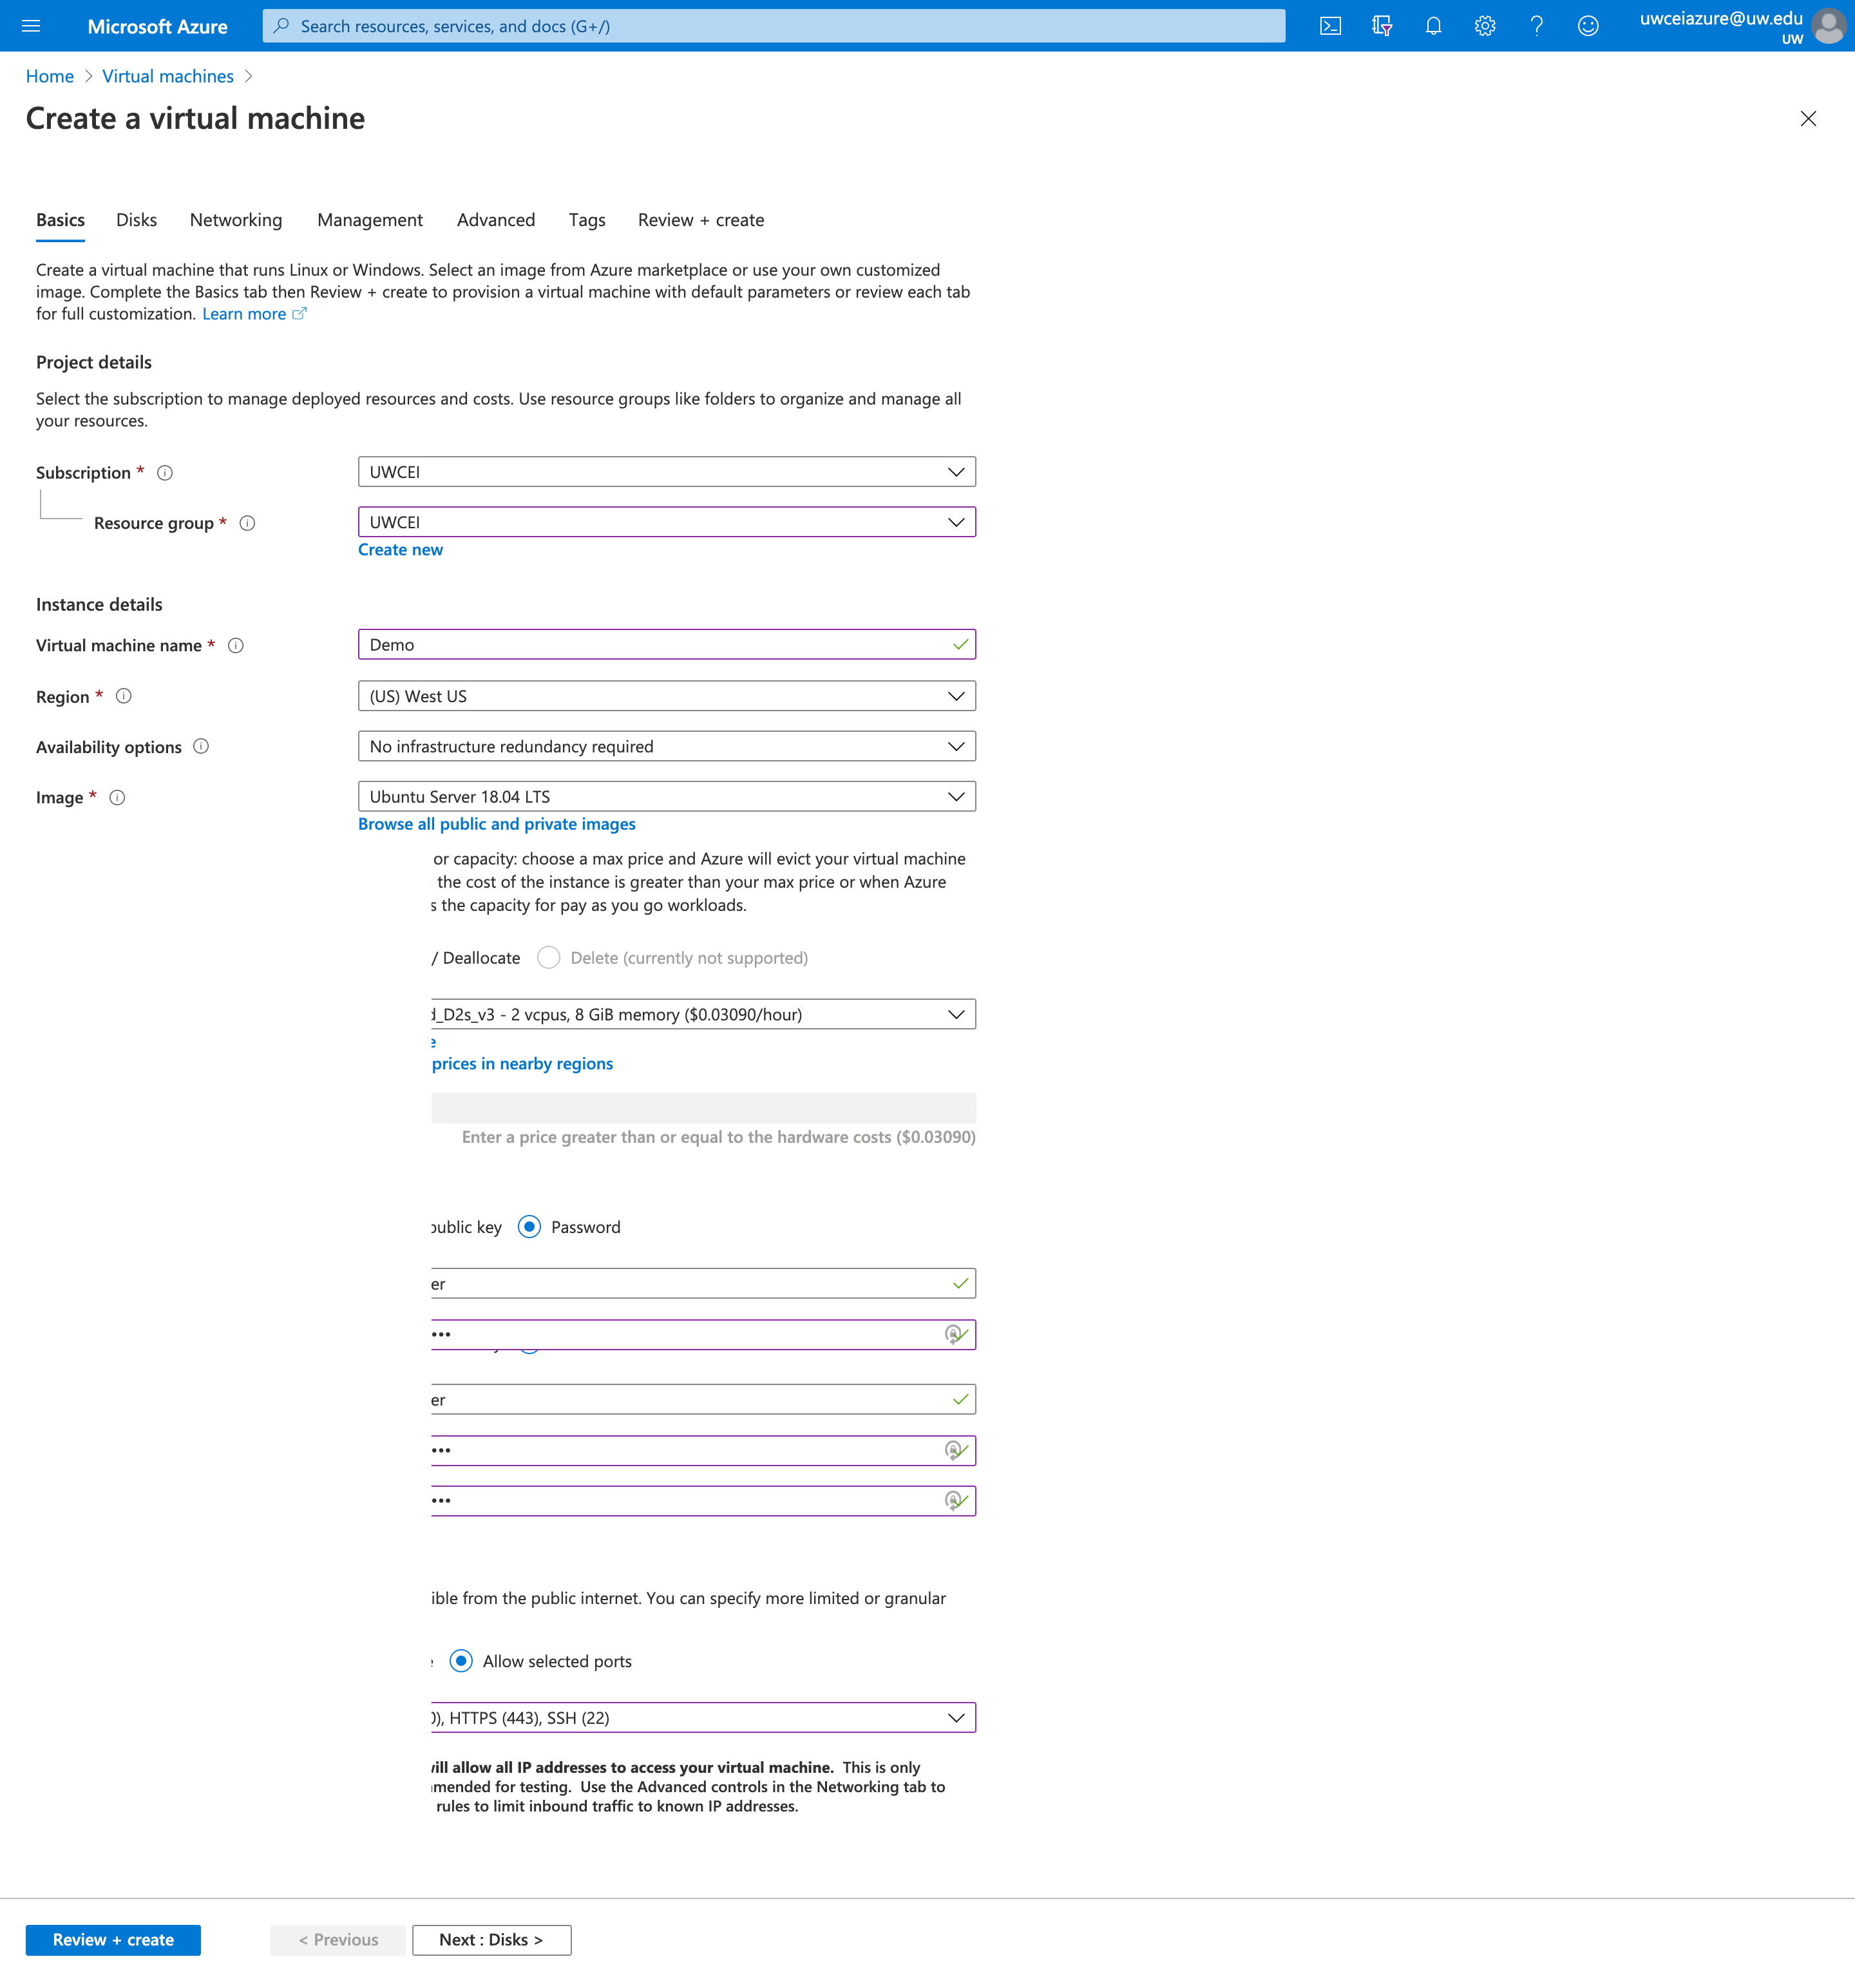 Microsoft Azure
Search resources, services, and docs (G+/)
uwceiazure@uw.edu
UW
Home > Virtual machines >
Create a virtual machine
Basics Disks Networking Management Advanced Tags Review + create
Create a virtual machine that runs Linux or Windows. Select an image from Azure marketplace or use your own customized
image. Complete the Basics tab then Review + create to provision a virtual machine with default parameters or review each tab
for full customization. Learn more
Project details
Select the subscription to manage deployed resources and costs. Use resource groups like folders to organize and manage all
your resources.
Subscription * UWCEI
Resource group * UWCEI
Create new
Instance details
Virtual machine name * Demo
Region * (US) West US
Availability options No infrastructure redundancy required
Image * Ubuntu Server 18.04 LTS
Browse all public and private images
or capacity: choose a max price and Azure will evict your virtual machine
the cost of the instance is greater than your max price or when Azure
s the capacity for pay as you go workloads.
/ Deallocate Delete (currently not supported)
d_D2s_v3 - 2 vcpus, 8 GiB memory ($0.03090/hour)
e
prices in nearby regions
Enter a price greater than or equal to the hardware costs ($0.03090)
public key Password
er
•••
er
•••
•••
ible from the public internet. You can specify more limited or granular
Allow selected ports
0), HTTPS (443), SSH (22)
will allow all IP addresses to access your virtual machine. This is only
mended for testing. Use the Advanced controls in the Networking tab to
rules to limit inbound traffic to known IP addresses.
Review + create < Previous Next : Disks >